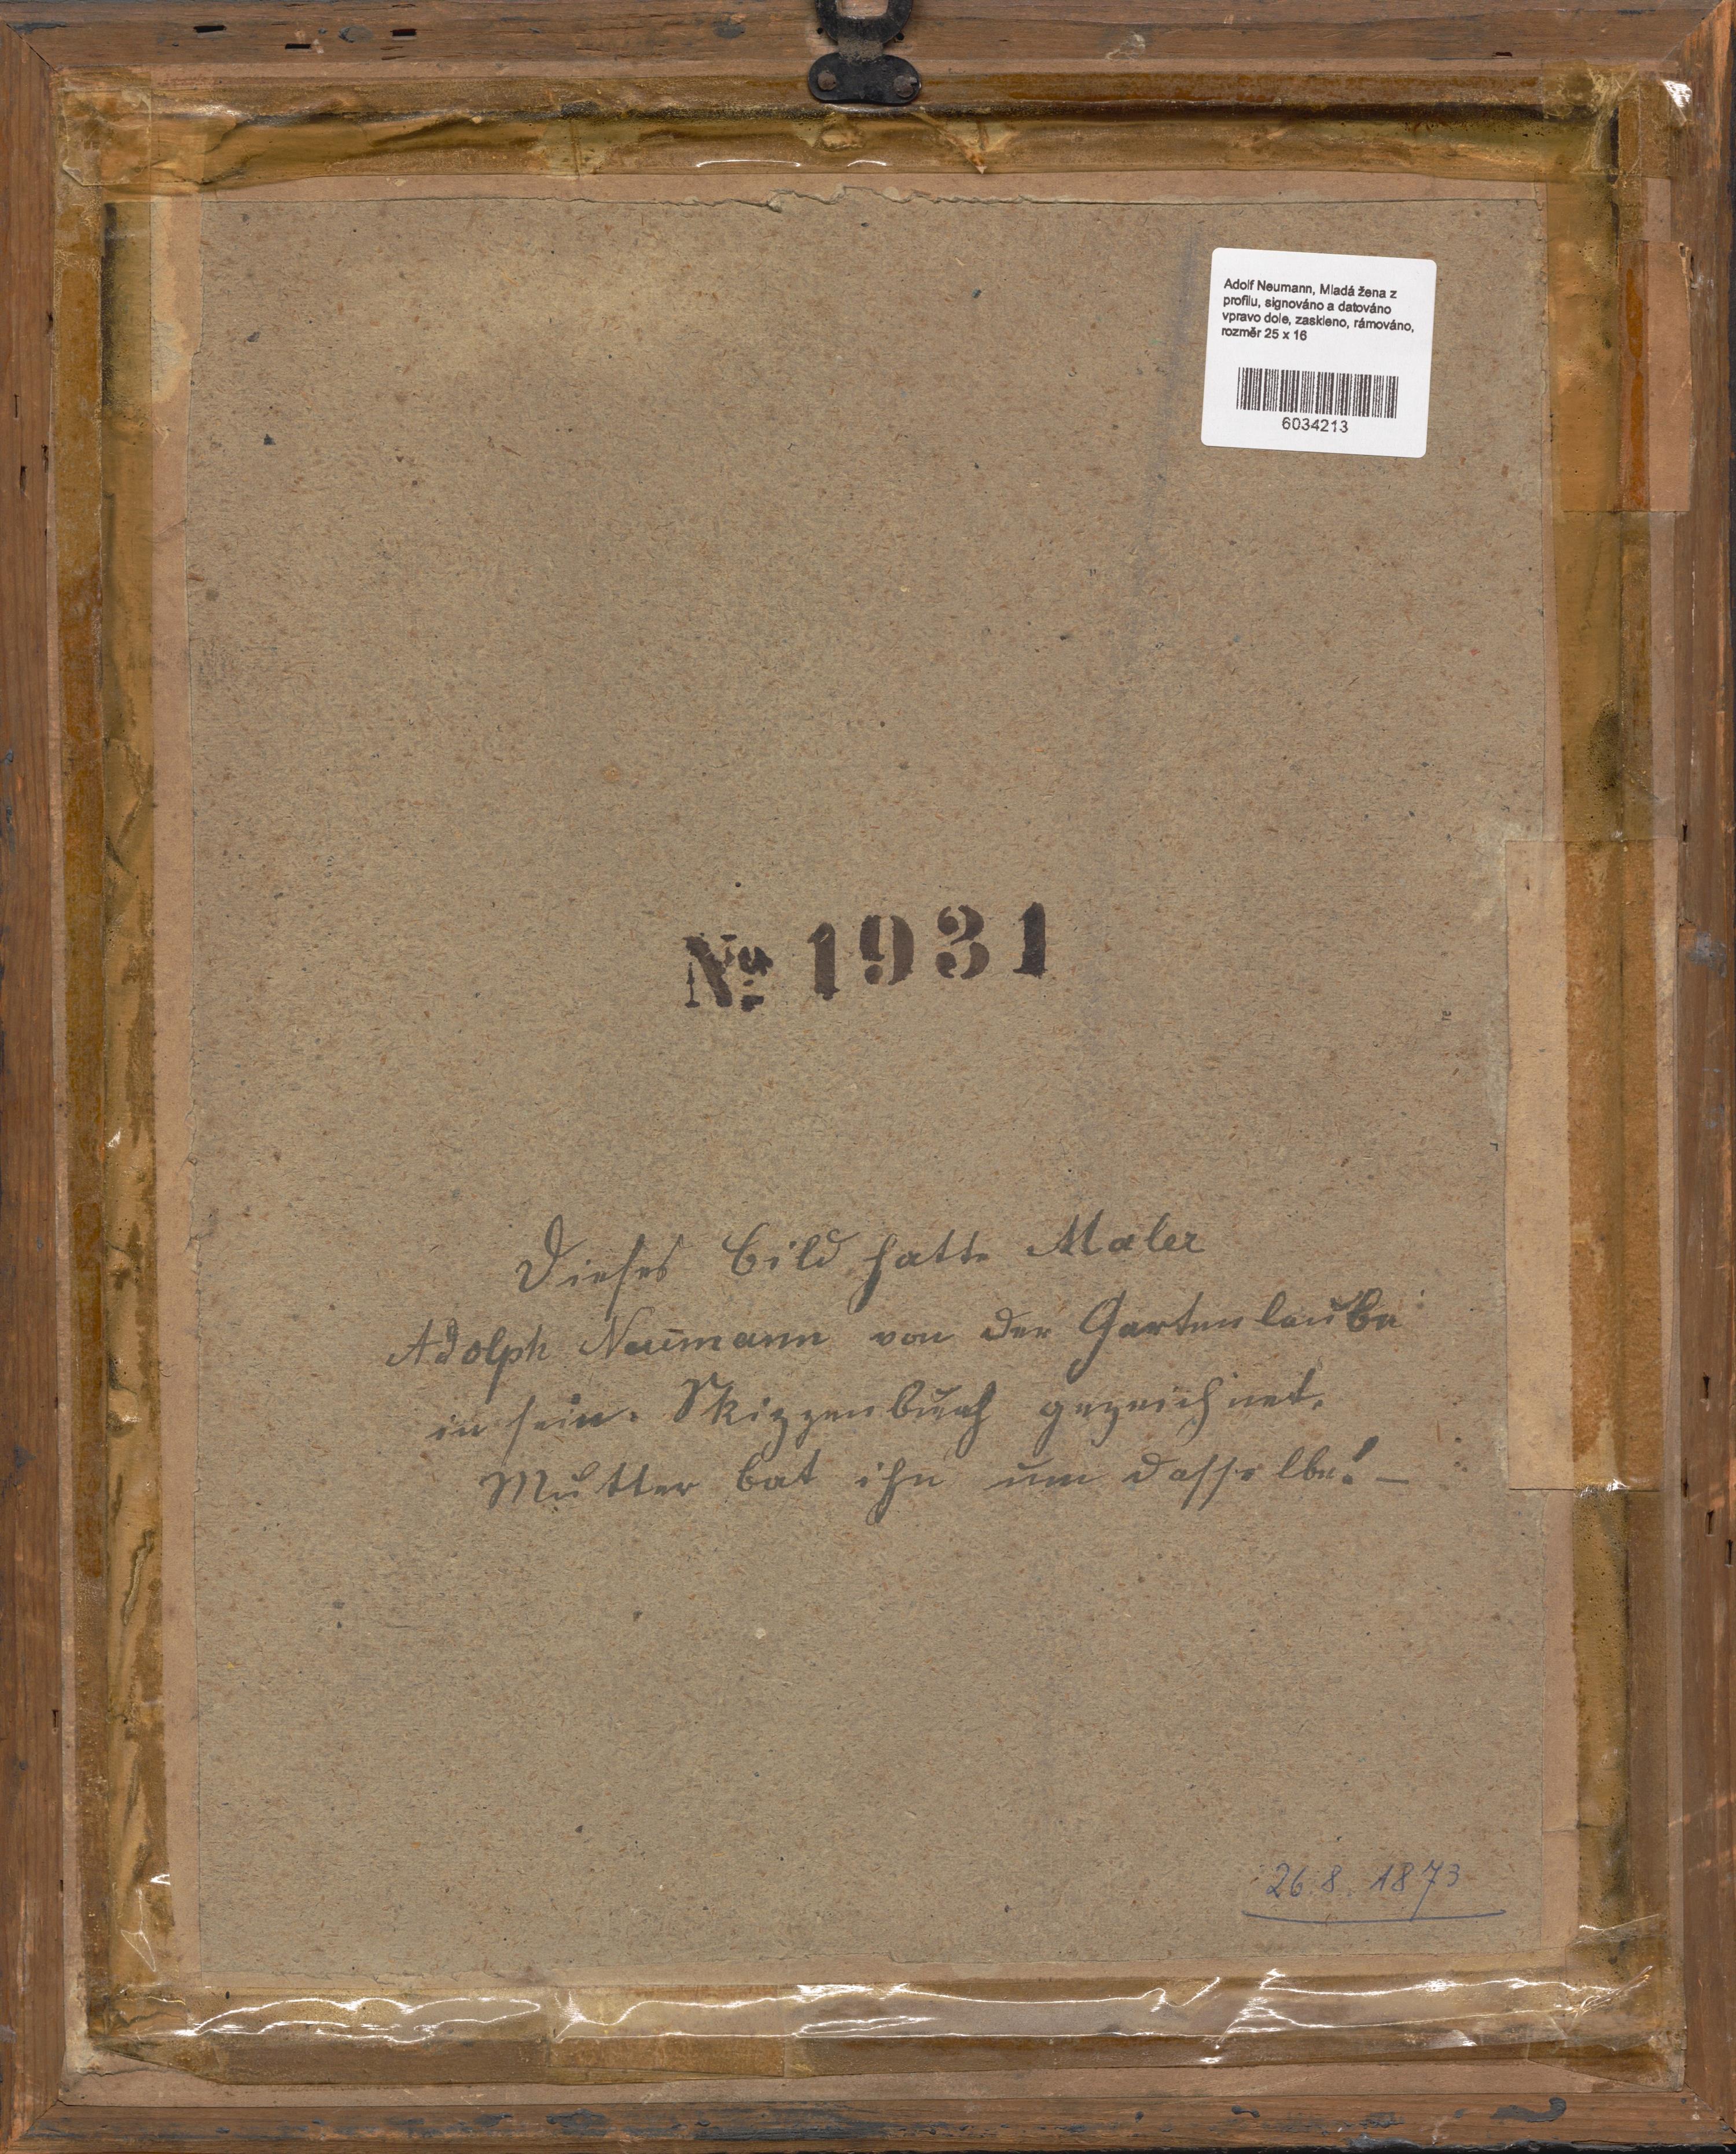 Adolf Neumann, Mladá žena z
profilu, signováno a datováno
vpravo dole, zaskleno, rámováno,
rozměr 25 x 16
6034213
№ 1931
Dieses Bild hatte Maler
Adolph Neumann von der Gartenlaube
in sein. Skizzenbuch gezeichnet.
Mutter bat ihn um dasselbe! –
26.8.1873